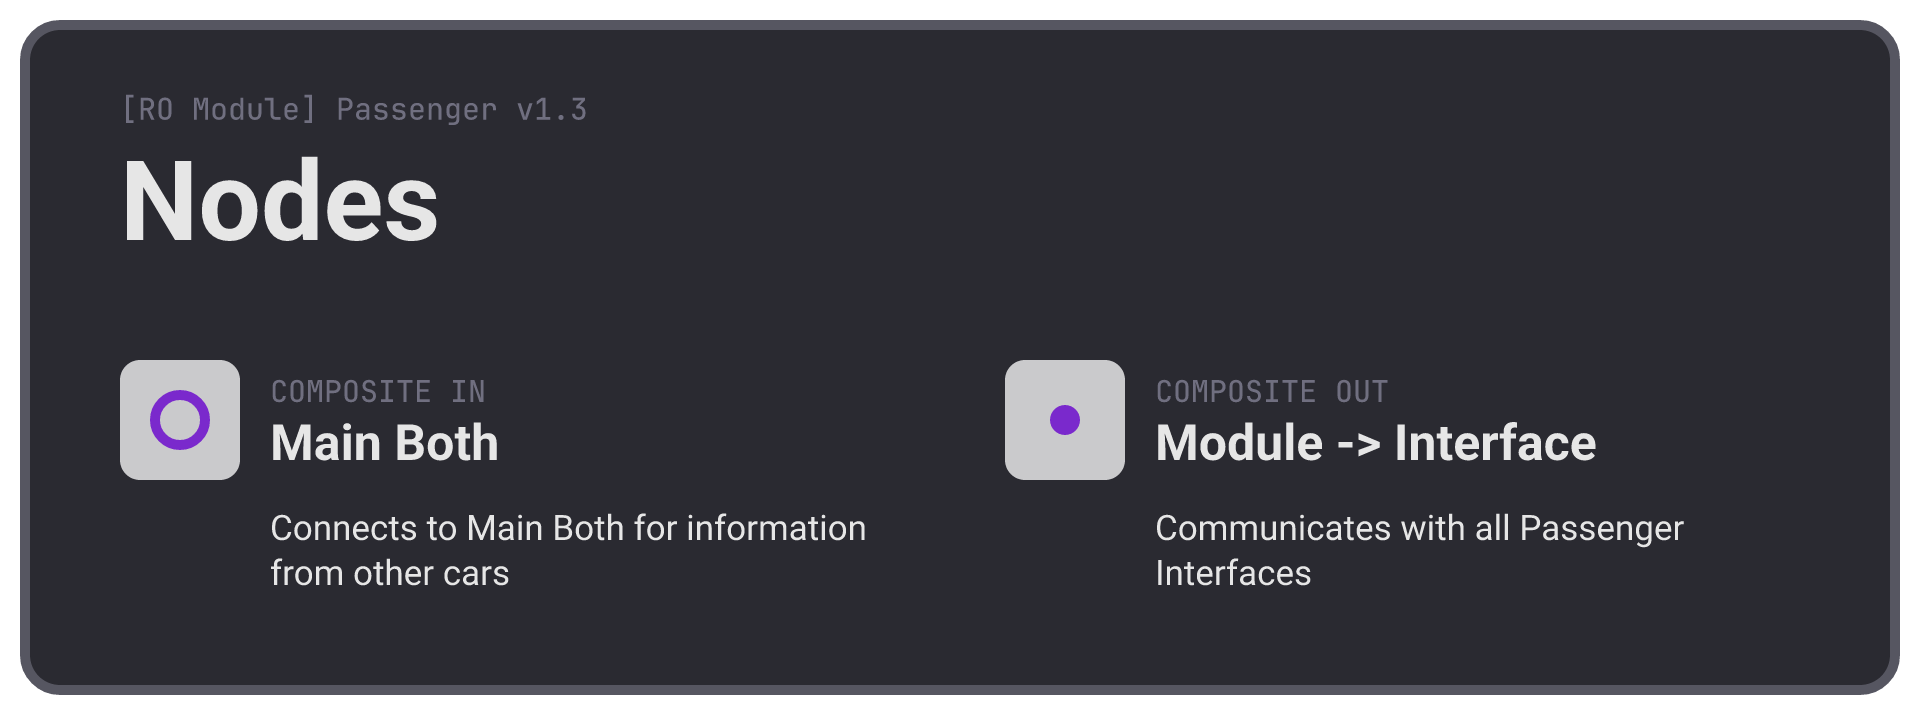 [RO Module] Passenger v1.3
Nodes
COMPOSITE IN
Main Both
Connects to Main Both for information
from other cars
COMPOSITE OUT
Module -> Interface
Communicates with all Passenger
Interfaces